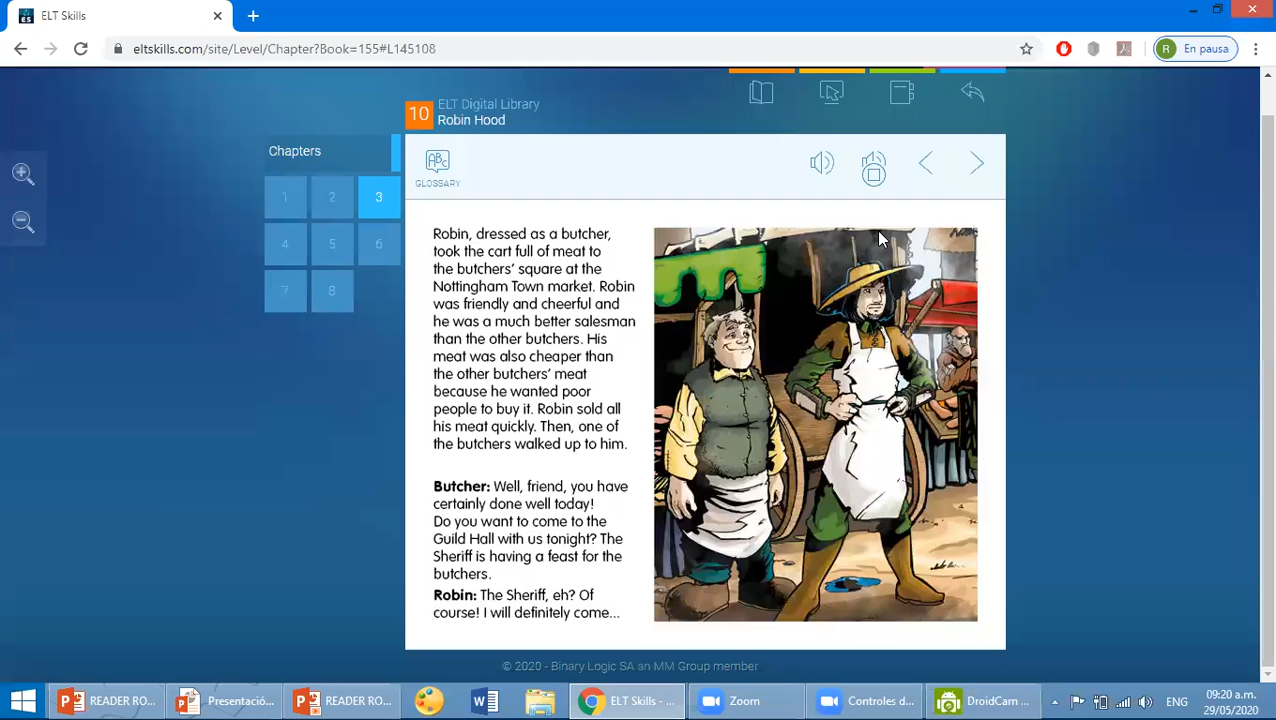 ELT Skills
eltskills.com/site/Level/Chapter?Book=155#L145108
R
En pausa
10
ELT Digital Library
Robin Hood
Chapters
1 2 3
4 5 6
7 8
ABC
GLOSSARY
Robin, dressed as a butcher,
took the cart full of meat to
the butchers’ square at the
Nottingham Town market. Robin
was friendly and cheerful and
he was a much better salesman
than the other butchers. His
meat was also cheaper than
the other butchers’ meat
because he wanted poor
people to buy it. Robin sold all
his meat quickly. Then, one of
the butchers walked up to him.
Butcher: Well, friend, you have
certainly done well today!
Do you want to come to the
Guild Hall with us tonight? The
Sheriff is having a feast for the
butchers.
Robin: The Sheriff, eh? Of
course! I will definitely come...
© 2020 - Binary Logic SA an MM Group member
READER RO...
Presentació...
READER RO...
ELT Skills - ...
Zoom
Controles d...
DroidCam ...
ENG
09:20 a.m.
29/05/2020